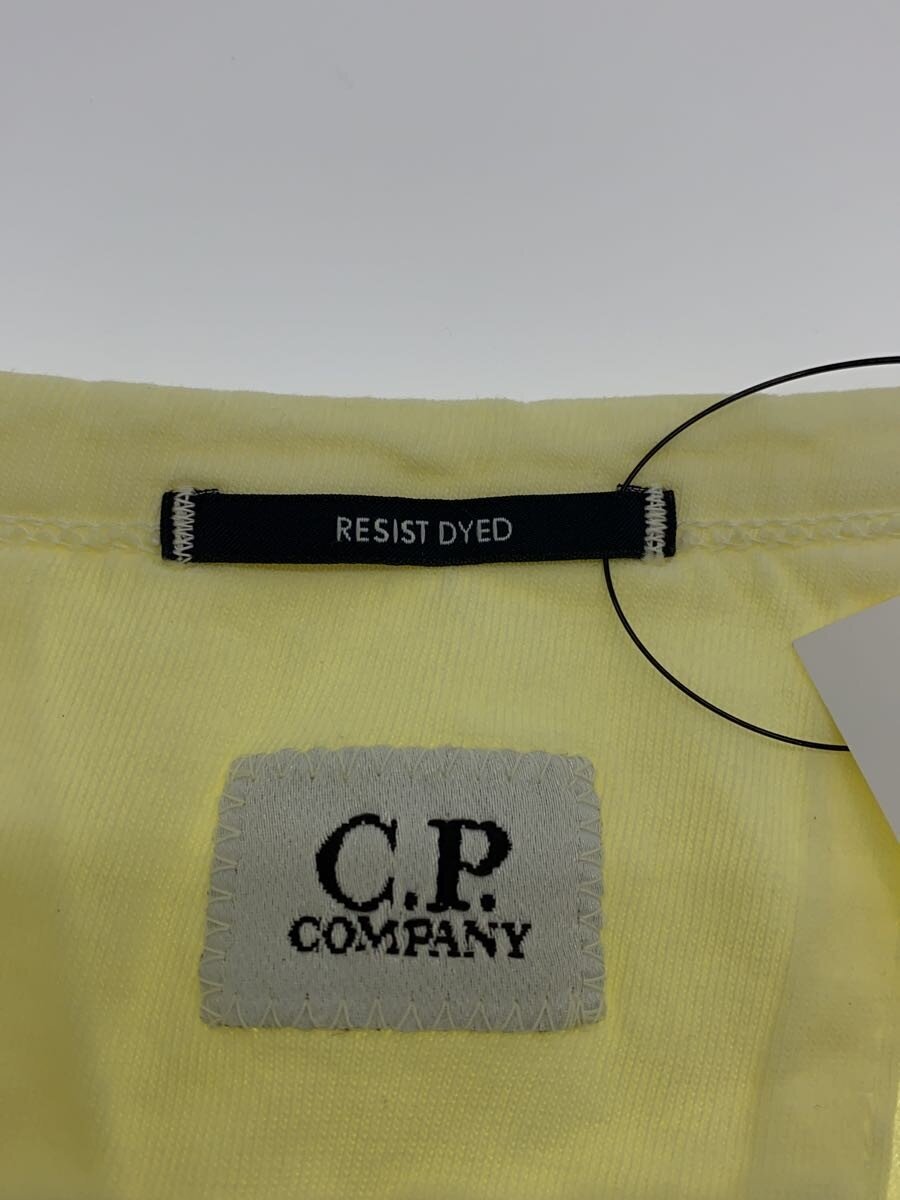 RESIST DYED
C.P.
COMPANY